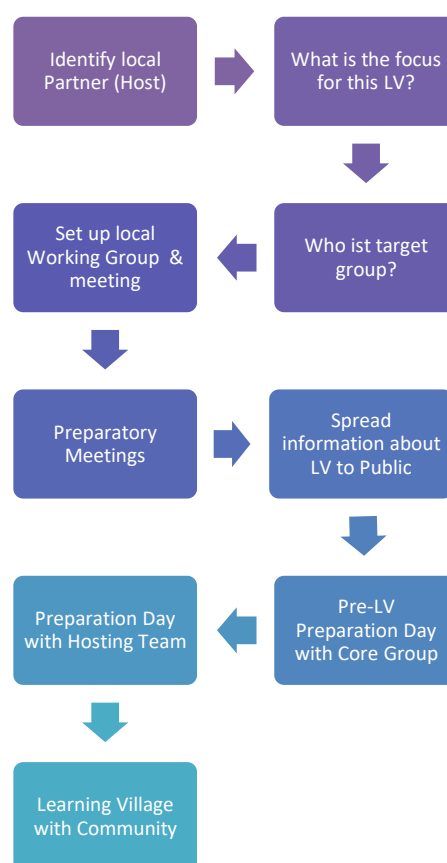 Identify local
Partner (Host)
What is the focus
for this LV?
Who ist target
group?
Set up local
Working Group & 
meeting
Preparatory
Meetings
Spread
information about
LV to Public
Pre-LV
Preparation Day
with Core Group
Preparation Day
with Hosting Team
Learning Village
with Community